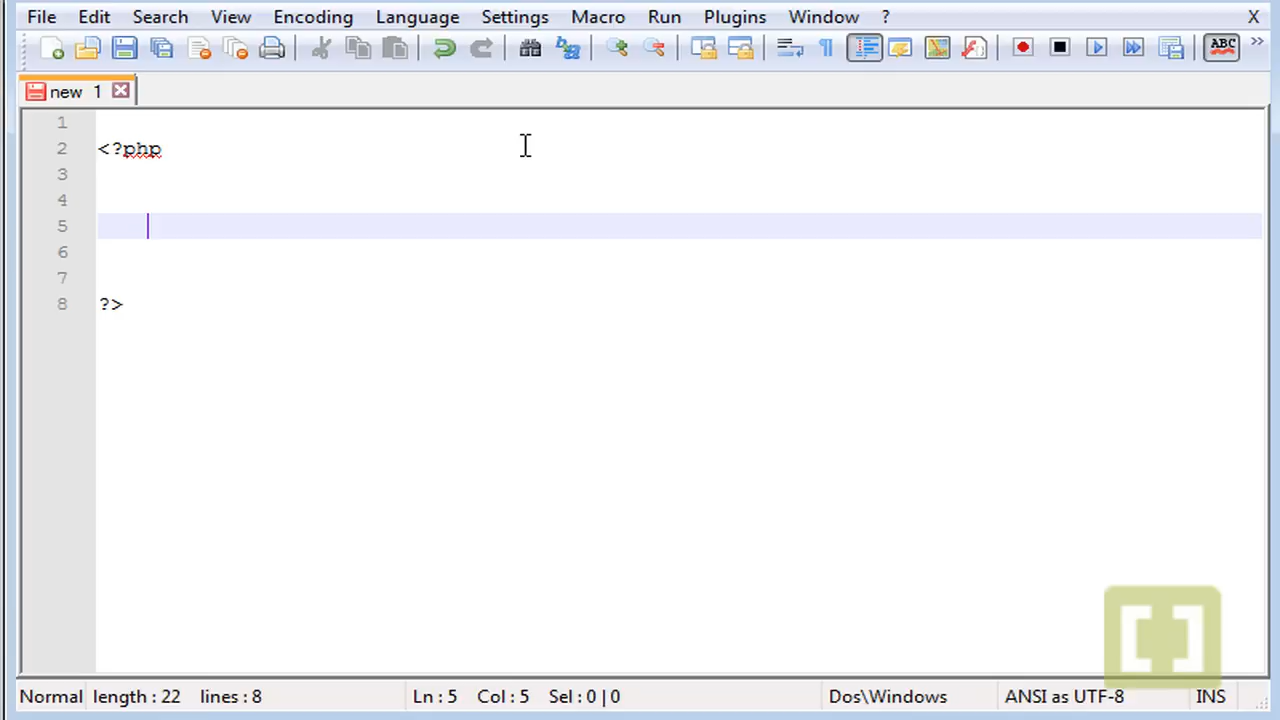 File Edit Search View Encoding Language Settings Macro Run Plugins Window ? X
ABC »
new 1
1
2 <?php
3
4
5
6
7
8 ?>
Normal length : 22 lines : 8 Ln : 5 Col : 5 Sel : 0 | 0 Dos\Windows ANSI as UTF-8 INS